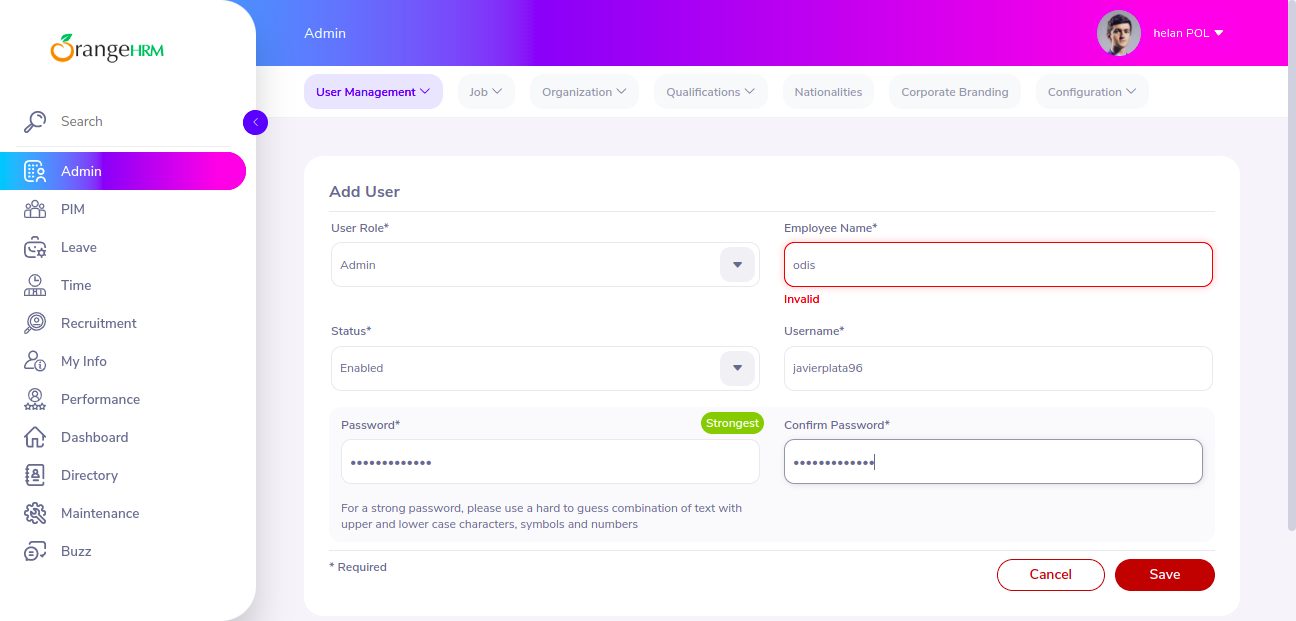 OrangeHRM
Search
Admin
PIM
Leave
Time
Recruitment
My Info
Performance
Dashboard
Directory
Maintenance
Buzz
Admin
helan POL
User Management
Job
Organization
Qualifications
Nationalities
Corporate Branding
Configuration
Add User
User Role*
Admin
Employee Name*
odis
Invalid
Status*
Enabled
Username*
javierplata96
Password*
Strongest
•••••••••••••
Confirm Password*
•••••••••••••
For a strong password, please use a hard to guess combination of text with
upper and lower case characters, symbols and numbers
* Required
Cancel
Save